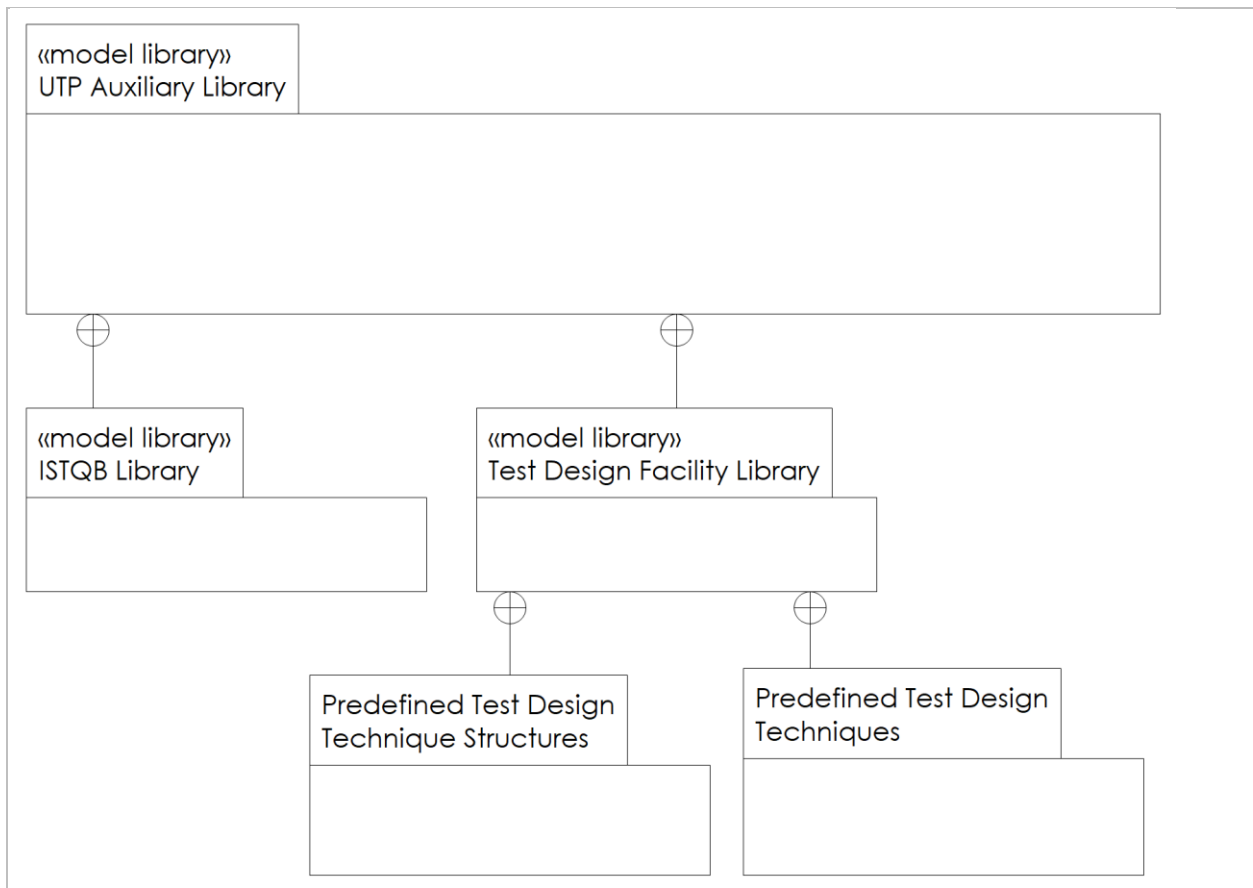 «model library»
UTP Auxiliary Library
«model library»
ISTQB Library
«model library»
Test Design Facility Library
Predefined Test Design
Technique Structures
Predefined Test Design
Techniques